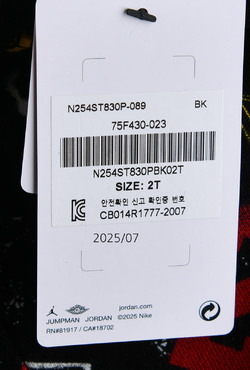 N254ST830P-089 BK
75F430-023
N254ST830PBK02T
SIZE: 2T
안전확인 신고 확인증 번호
CB014R1777-2007
2025/07
JUMPMAN JORDAN
RN#81917 / CA#18702
jordan.com
©2025 Nike